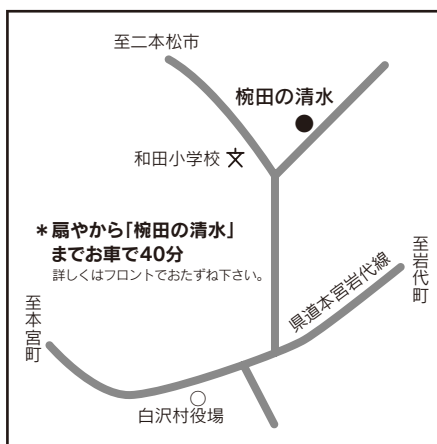 至二本松市
椀田の清水
和田小学校
文
＊扇やから「椀田の清水」
までお車で40分
詳しくはフロントでおたずね下さい。
至岩代町
県道本宮岩代線
至本宮町
白沢村役場